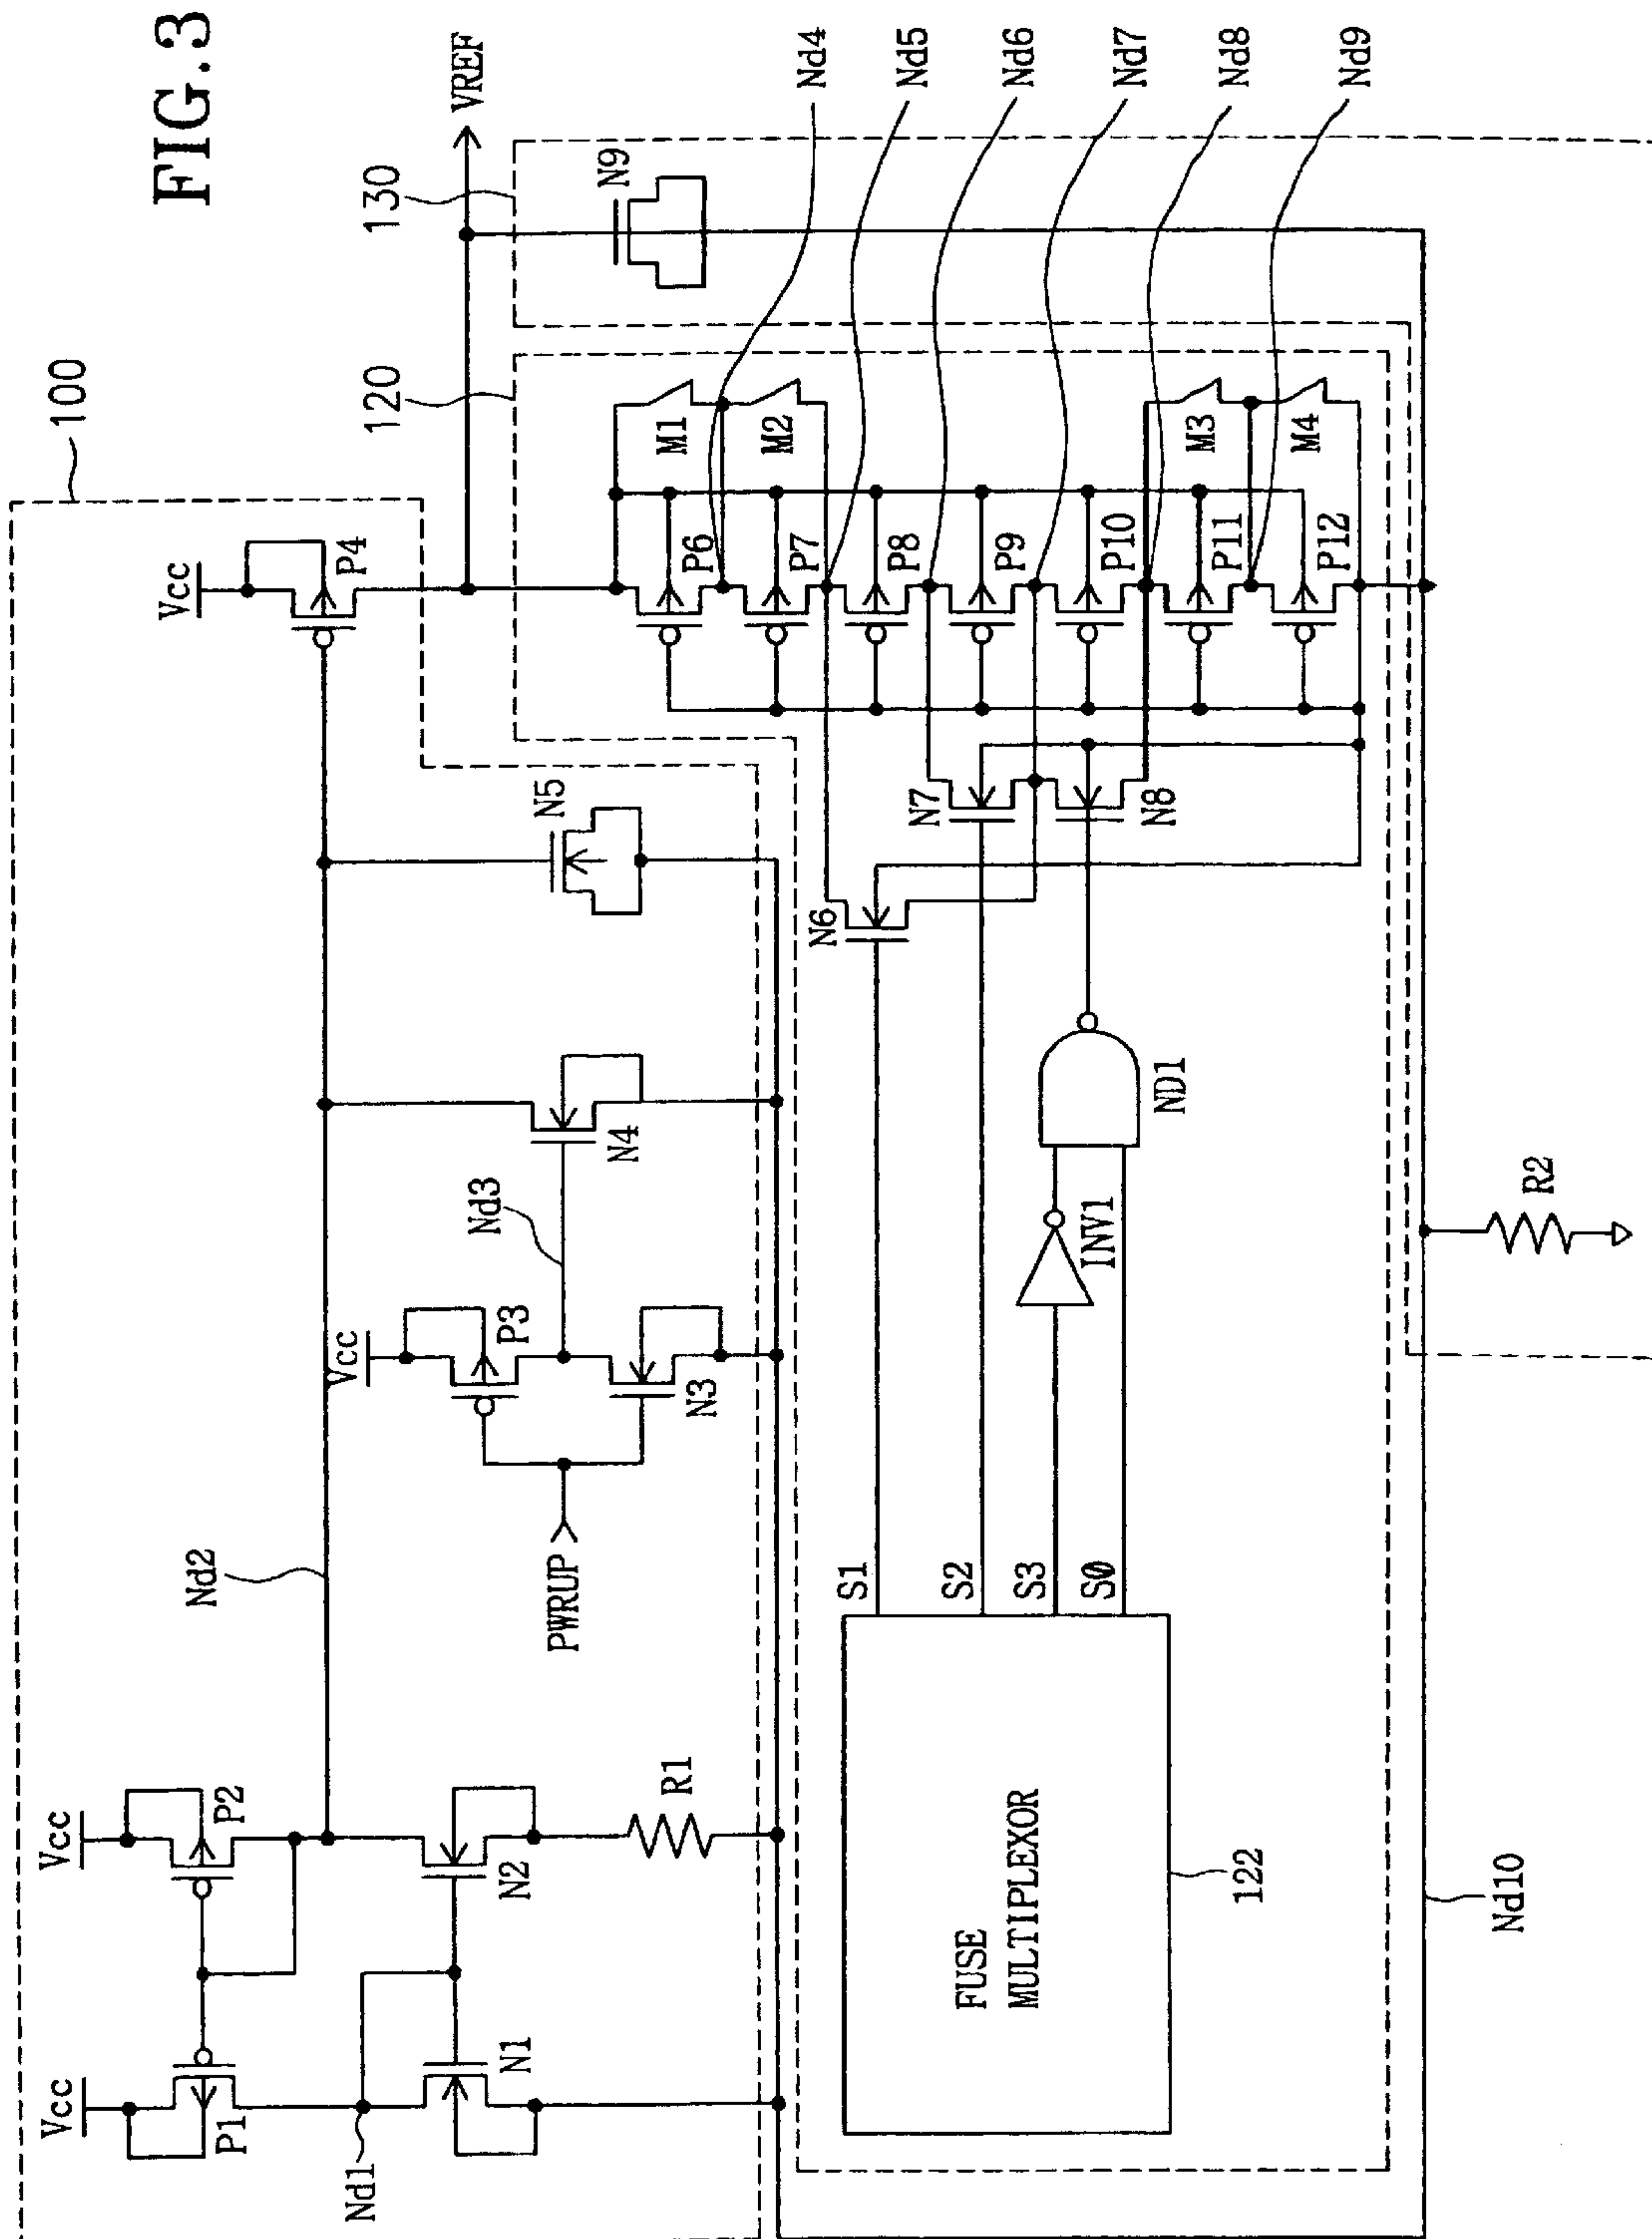 FIG.3
100
Vcc
P1
Nd1
N1
Vcc
P2
N2
R1
Nd2
PWRUP
Vcc
P3
N3
Nd3
N4
N5
Vcc
P4
VREF
130
N9
120
M1
M2
M3
M4
P6
P7
P8
P9
P10
P11
P12
Nd4
Nd5
Nd6
Nd7
Nd8
Nd9
N6
N7
N8
FUSE
MULTIPLEXOR
122
S1
S2
S3
S0
INV1
ND1
Nd10
R2